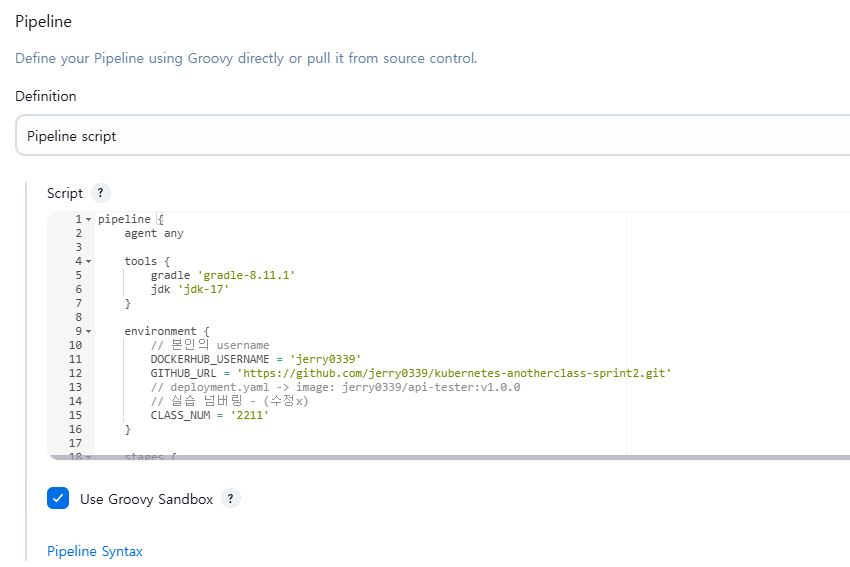 Pipeline
Define your Pipeline using Groovy directly or pull it from source control.
Definition
Pipeline script
Script ?
1 pipeline {
2     agent any
3
4     tools {
5         gradle 'gradle-8.11.1'
6         jdk 'jdk-17'
7     }
8
9     environment {
10         // 본인의 username
11         DOCKERHUB_USERNAME = 'jerry0339'
12         GITHUB_URL = 'https://github.com/jerry0339/kubernetes-anotherclass-sprint2.git'
13         // deployment.yaml -> image: jerry0339/api-tester:v1.0.0
14         // 실습 넘버링 - (수정x)
15         CLASS_NUM = '2211'
16     }
17
18     stages {
Use Groovy Sandbox ?
Pipeline Syntax